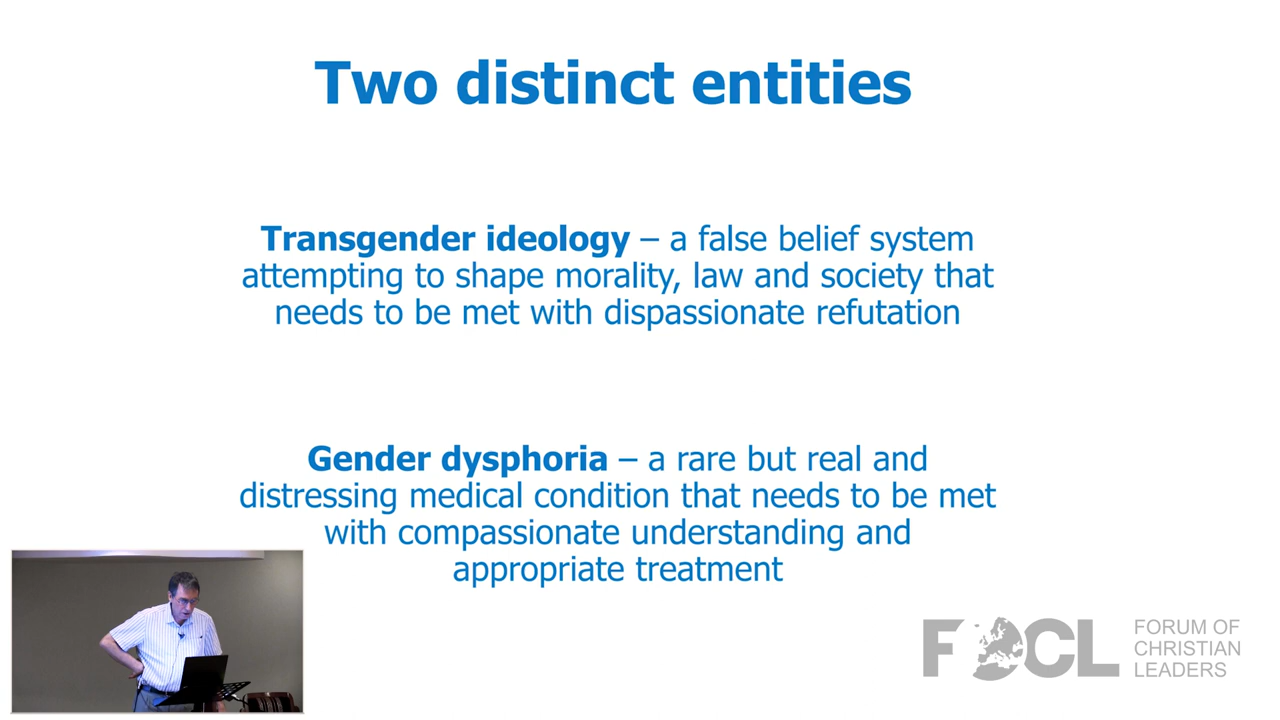 Two distinct entities
Transgender ideology – a false belief system
attempting to shape morality, law and society that
needs to be met with dispassionate refutation
Gender dysphoria – a rare but real and
distressing medical condition that needs to be met
with compassionate understanding and
appropriate treatment
FOCL
FORUM OF
CHRISTIAN
LEADERS